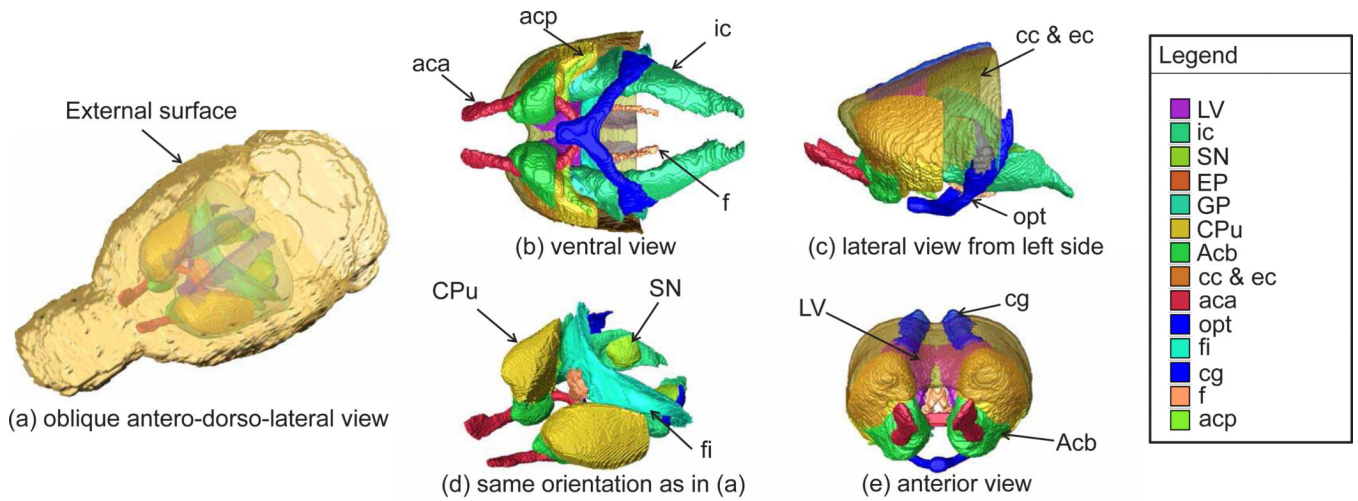 External surface
(a) oblique antero-dorso-lateral view
acp
ic
aca
f
(b) ventral view
cc & ec
opt
(c) lateral view from left side
CPu
SN
fi
(d) same orientation as in (a)
cg
LV
Acb
(e) anterior view
Legend
LV
ic
SN
EP
GP
CPu
Acb
cc & ec
aca
opt
fi
cg
f
acp